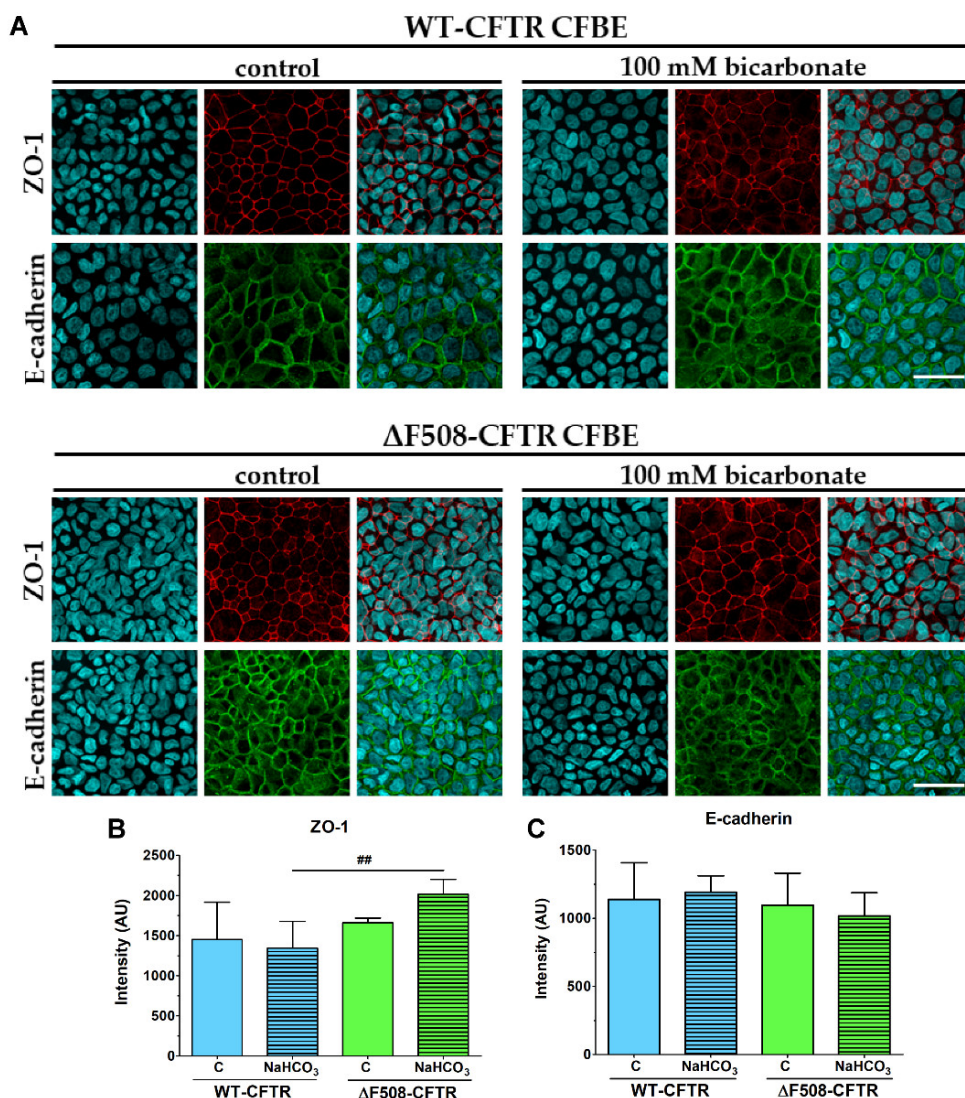 A
WT-CFTR CFBE
control 100 mM bicarbonate
ZO-1
E-cadherin
ΔF508-CFTR CFBE
control 100 mM bicarbonate
ZO-1
E-cadherin
B
ZO-1
##
2500
2000
1500
1000
500
0
Intensity (AU)
C NaHCO₃ C NaHCO₃
WT-CFTR ΔF508-CFTR
C
E-cadherin
1500
1000
500
0
Intensity (AU)
C NaHCO₃ C NaHCO₃
WT-CFTR ΔF508-CFTR